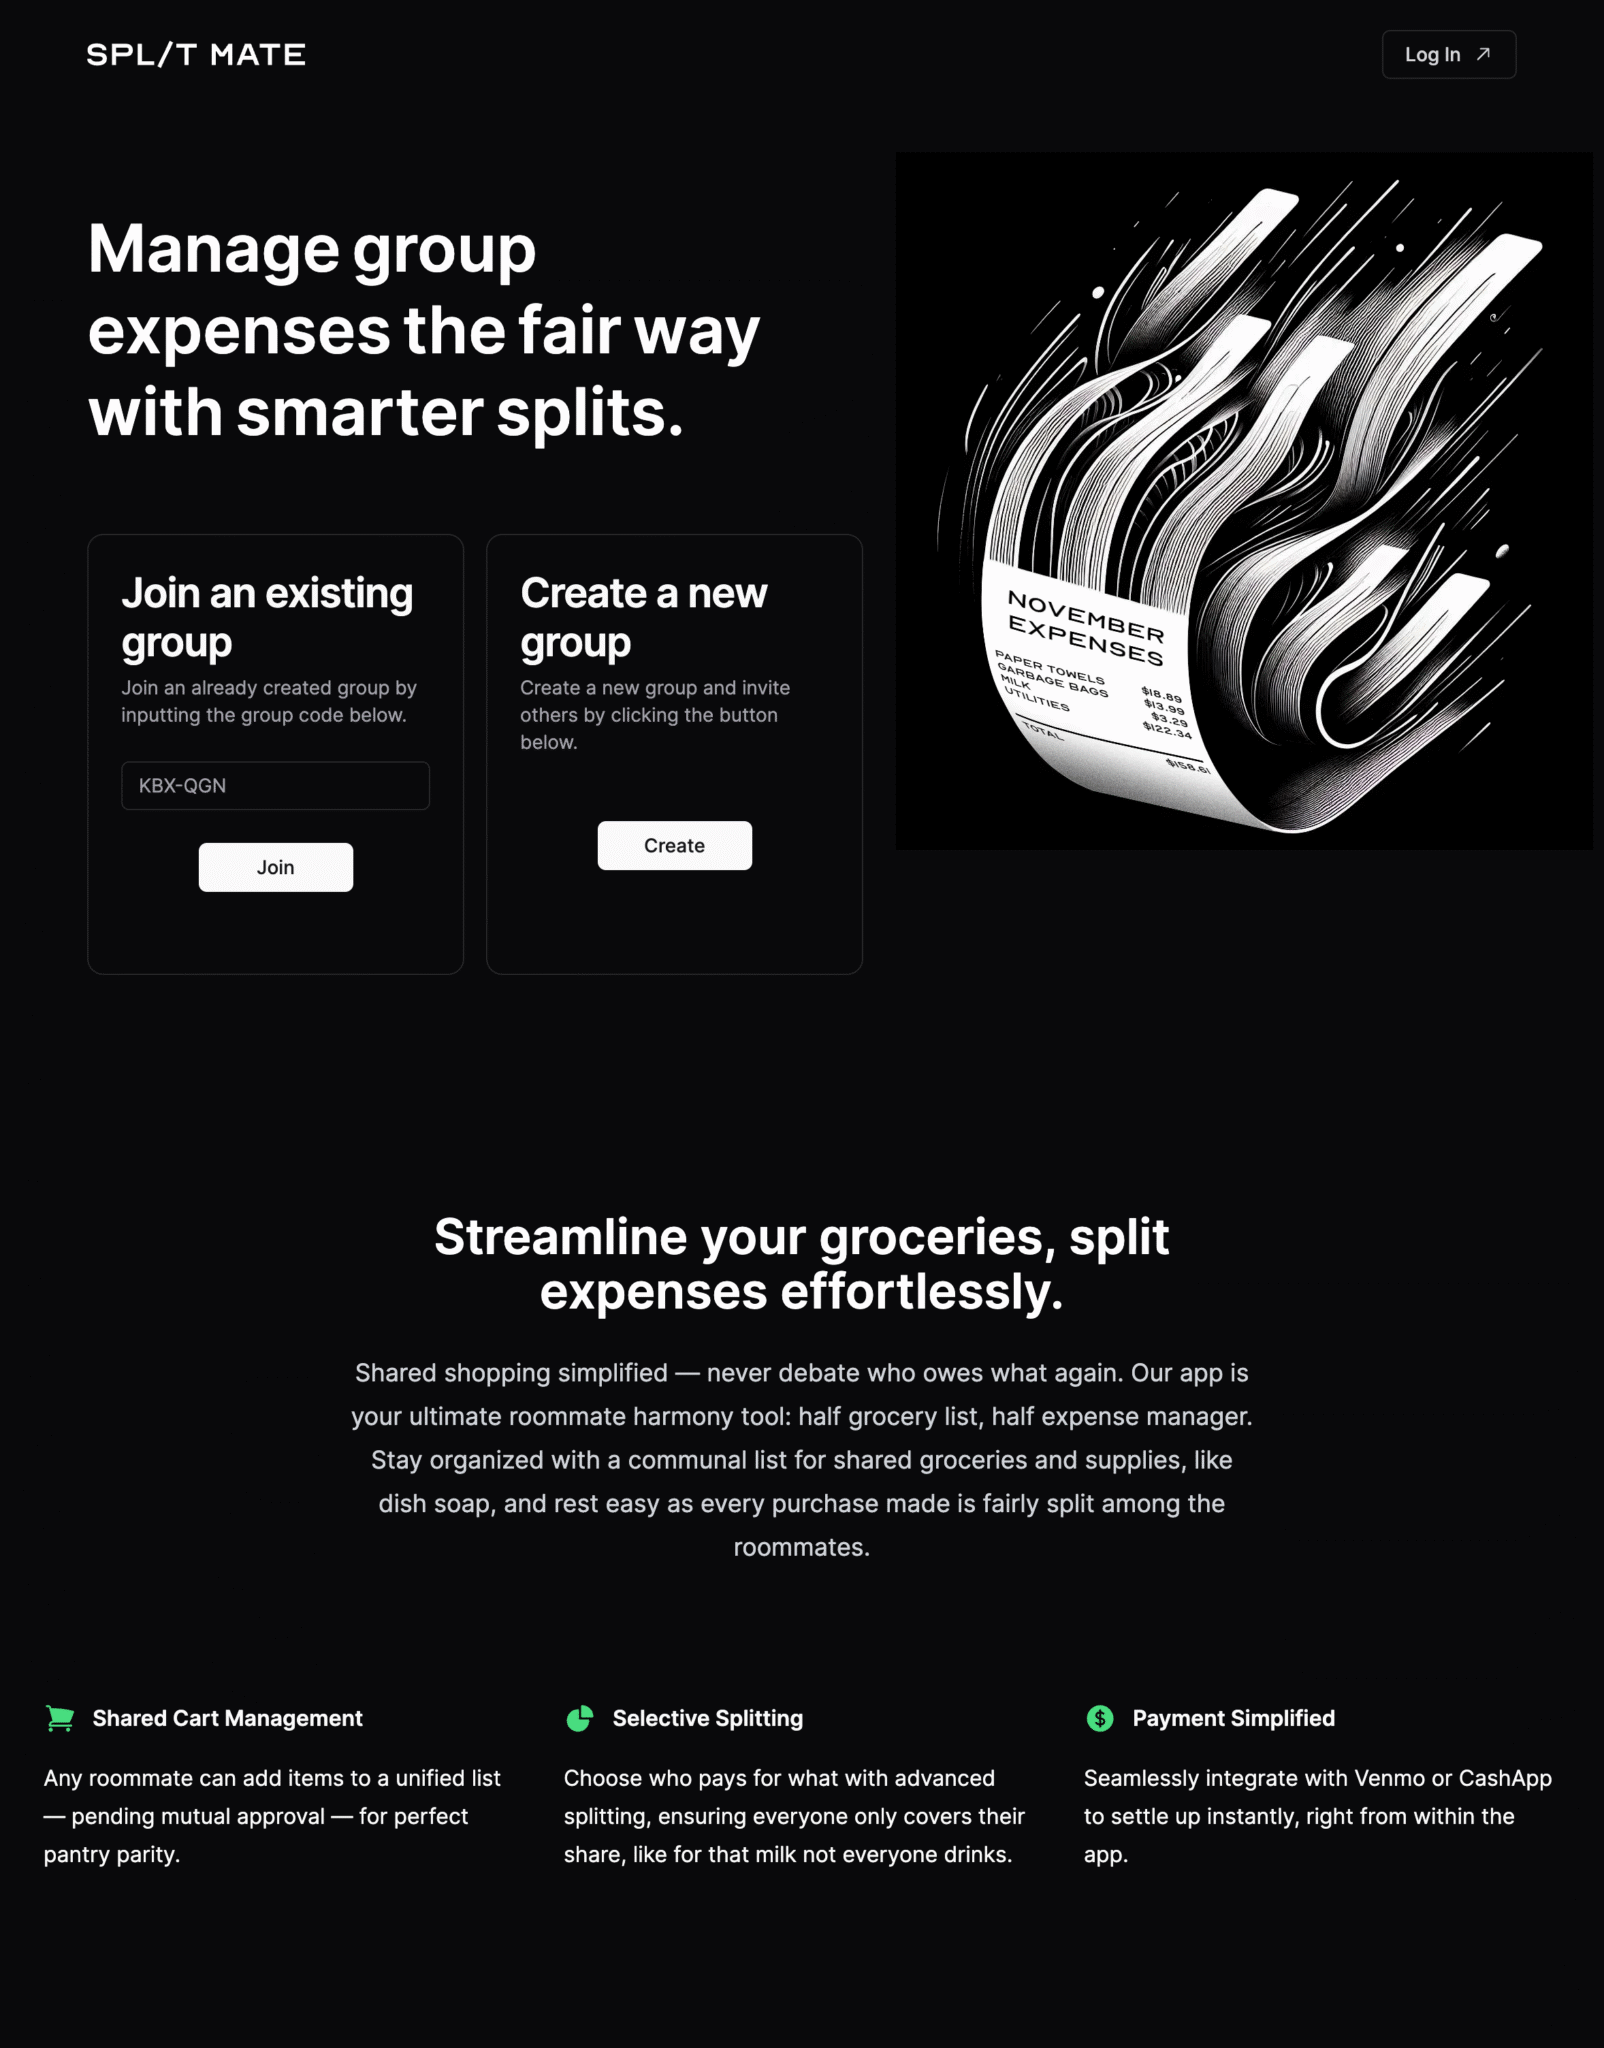 SPL/T MATE
Log In
Manage group
expenses the fair way
with smarter splits.
Join an existing
group
Join an already created group by
inputting the group code below.
KBX-QGN
Join
Create a new
group
Create a new group and invite
others by clicking the button
below.
Create
NOVEMBER
EXPENSES
PAPER TOWELS $18.89
GARBAGE BAGS $13.99
MILK $3.29
UTILITIES $122.34
TOTAL $158.61
Streamline your groceries, split
expenses effortlessly.
Shared shopping simplified — never debate who owes what again. Our app is
your ultimate roommate harmony tool: half grocery list, half expense manager.
Stay organized with a communal list for shared groceries and supplies, like
dish soap, and rest easy as every purchase made is fairly split among the
roommates.
Shared Cart Management
Any roommate can add items to a unified list
— pending mutual approval — for perfect
pantry parity.
Selective Splitting
Choose who pays for what with advanced
splitting, ensuring everyone only covers their
share, like for that milk not everyone drinks.
Payment Simplified
Seamlessly integrate with Venmo or CashApp
to settle up instantly, right from within the
app.